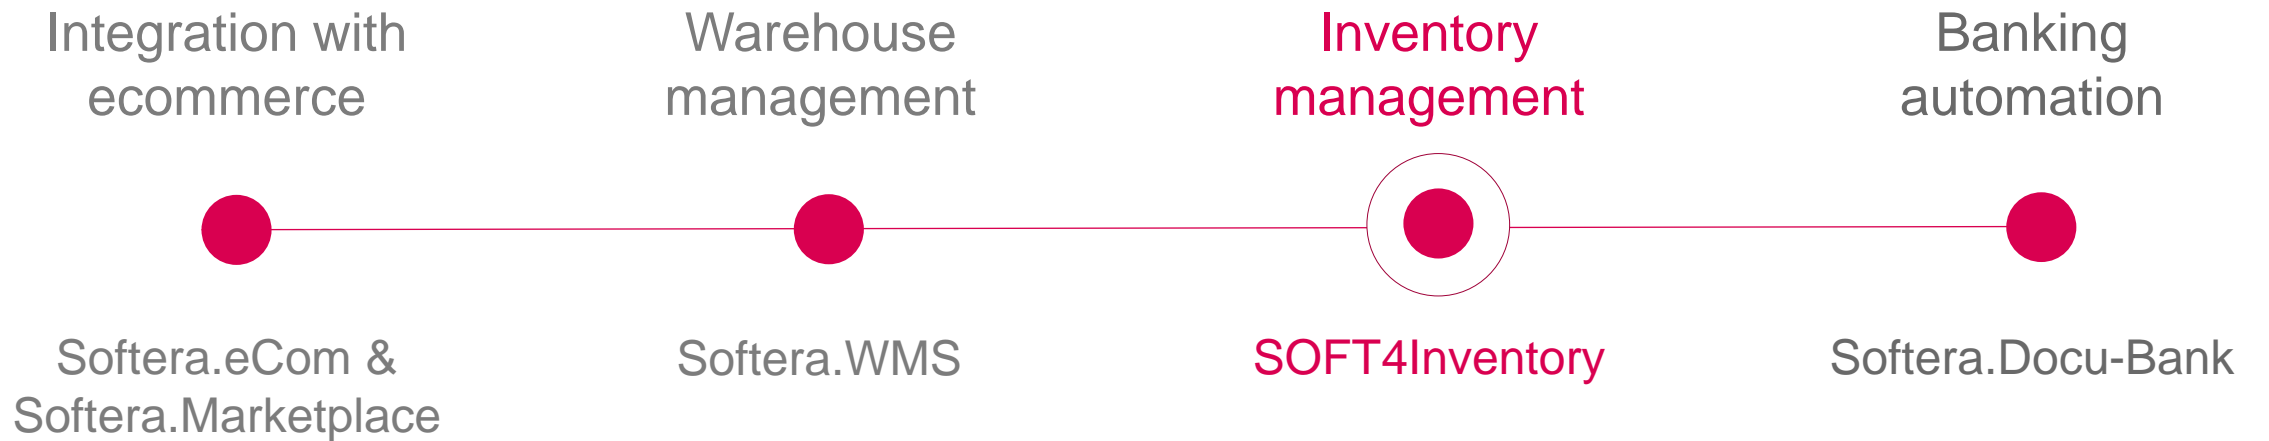 Integration with
ecommerce
Warehouse
management
Inventory
management
Banking
automation
Softera.eCom &
Softera.Marketplace
Softera.WMS
SOFT4Inventory
Softera.Docu-Bank